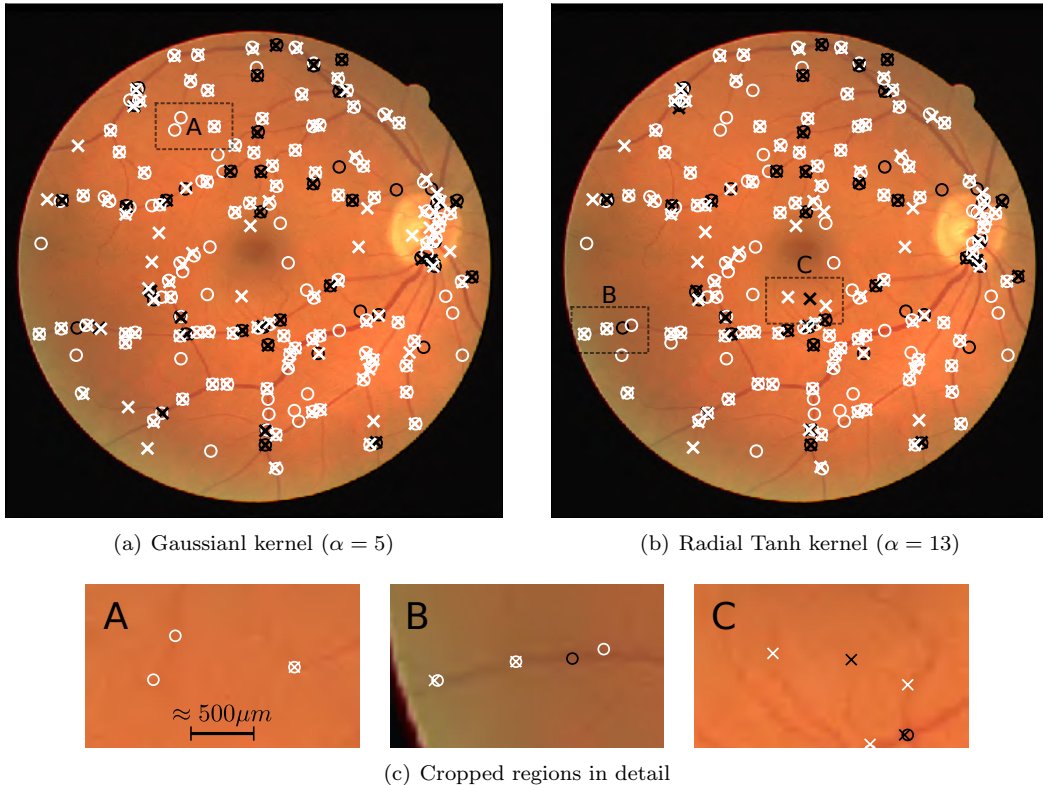 A
C
B
(a) Gaussianl kernel (α = 5)
(b) Radial Tanh kernel (α = 13)
A
B
C
≈ 500μm
(c) Cropped regions in detail